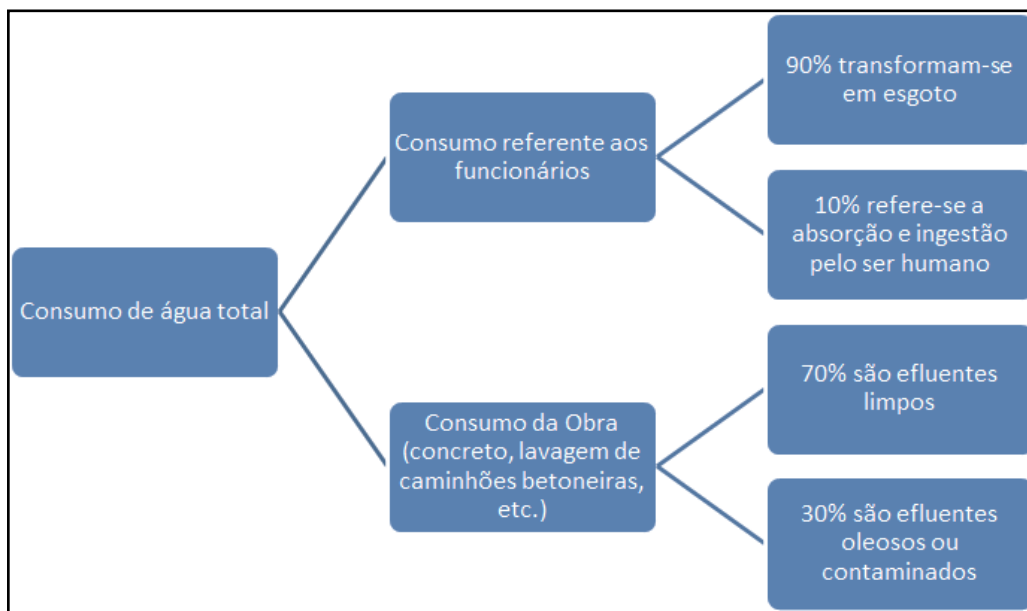 Consumo de água total
Consumo referente aos
funcionários
90% transformam-se
em esgoto
10% refere-se a
absorção e ingestão
pelo ser humano
Consumo da Obra
(concreto, lavagem de
caminhões betoneiras,
etc.)
70% são efluentes
limpos
30% são efluentes
oleosos ou
contaminados